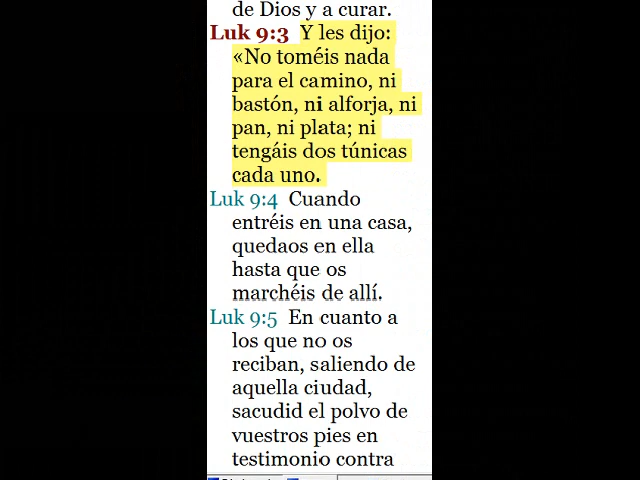 de Dios y a curar.
Luk 9:3 Y les dijo:
«No toméis nada
para el camino, ni
bastón, ni alforja, ni
pan, ni plata; ni
tengáis dos túnicas
cada uno.
Luk 9:4 Cuando
entréis en una casa,
quedaos en ella
hasta que os
marchéis de allí.
Luk 9:5 En cuanto a
los que no os
reciban, saliendo de
aquella ciudad,
sacudid el polvo de
vuestros pies en
testimonio contra